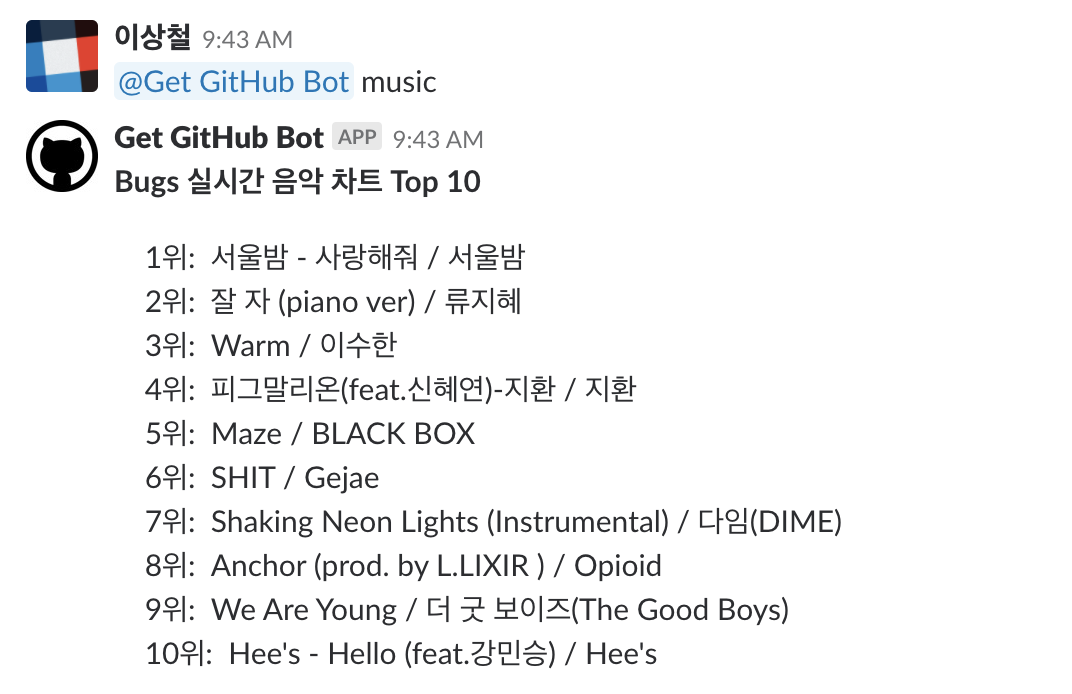 이상철 9:43 AM
@Get GitHub Bot music
Get GitHub Bot APP 9:43 AM
Bugs 실시간 음악 차트 Top 10
1위: 서울밤 - 사랑해줘 / 서울밤
2위: 잘 자 (piano ver) / 류지혜
3위: Warm / 이수한
4위: 피그말리온(feat.신혜연)-지환 / 지환
5위: Maze / BLACK BOX
6위: SHIT / Gejae
7위: Shaking Neon Lights (Instrumental) / 다임(DIME)
8위: Anchor (prod. by L.LIXIR ) / Opioid
9위: We Are Young / 더 굿 보이즈(The Good Boys)
10위: Hee's - Hello (feat.강민승) / Hee's